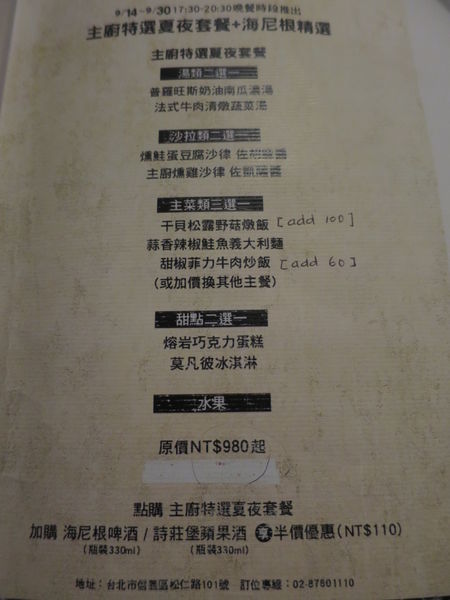 9/14~9/30 17:30-20:30晚餐時段推出
主廚特選夏夜套餐+海尼根精選
主廚特選夏夜套餐
湯類二選一
普羅旺斯奶油南瓜濃湯
法式牛肉清燉蔬菜湯
沙拉類二選一
燻鮭蛋豆腐沙律 佐胡麻醬
主廚燻雞沙律 佐凱薩醬
主菜類三選一
干貝松露野菇燉飯 [add 100]
蒜香辣椒鮭魚義大利麵
甜椒菲力牛肉炒飯 [add 60]
(或加價換其他主餐)
甜點二選一
熔岩巧克力蛋糕
莫凡彼冰淇淋
水果
原價NT$980起
點購 主廚特選夏夜套餐
加購 海尼根啤酒 / 詩莊堡蘋果酒 享半價優惠(NT$110)
(瓶裝330ml) (瓶裝330ml)
地址:台北市信義區松仁路101號 訂位專線:02-87801110